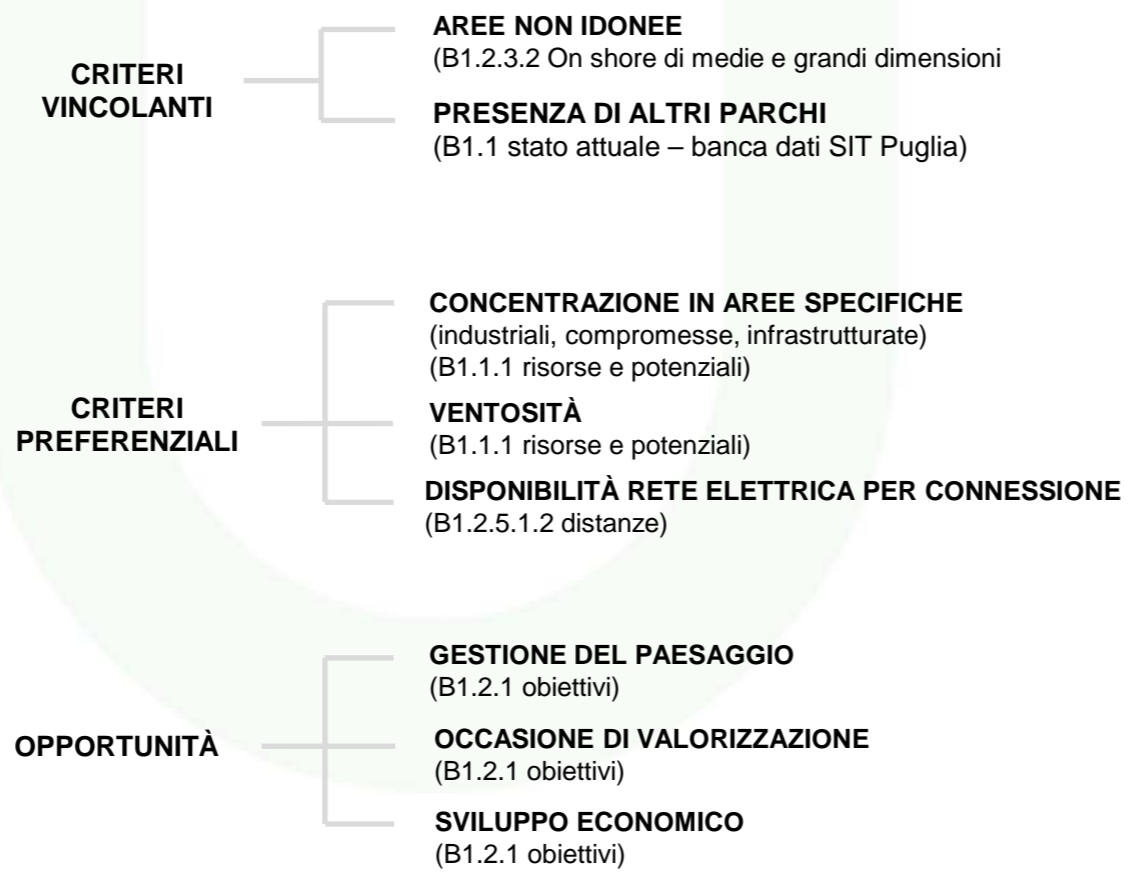 CRITERI
VINCOLANTI
AREE NON IDONEE
(B1.2.3.2 On shore di medie e grandi dimensioni
PRESENZA DI ALTRI PARCHI
(B1.1 stato attuale – banca dati SIT Puglia)
CRITERI
PREFERENZIALI
CONCENTRAZIONE IN AREE SPECIFICHE
(industriali, compromesse, infrastrutturate)
(B1.1.1 risorse e potenziali)
VENTOSITÀ
(B1.1.1 risorse e potenziali)
DISPONIBILITÀ RETE ELETTRICA PER CONNESSIONE
(B1.2.5.1.2 distanze)
OPPORTUNITÀ
GESTIONE DEL PAESAGGIO
(B1.2.1 obiettivi)
OCCASIONE DI VALORIZZAZIONE
(B1.2.1 obiettivi)
SVILUPPO ECONOMICO
(B1.2.1 obiettivi)